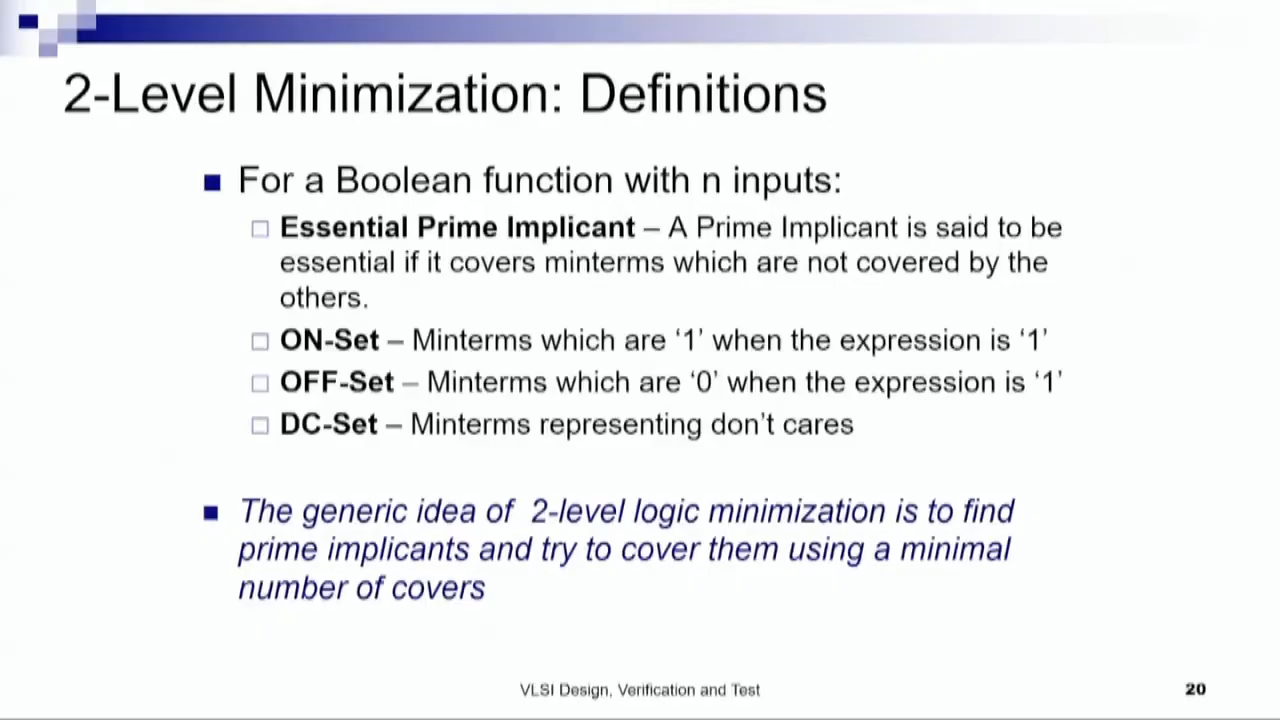 2-Level Minimization: Definitions
For a Boolean function with n inputs:
Essential Prime Implicant – A Prime Implicant is said to be
essential if it covers minterms which are not covered by the
others.
ON-Set – Minterms which are ‘1’ when the expression is ‘1’
OFF-Set – Minterms which are ‘0’ when the expression is ‘1’
DC-Set – Minterms representing don’t cares
The generic idea of 2-level logic minimization is to find
prime implicants and try to cover them using a minimal
number of covers
VLSI Design, Verification and Test
20